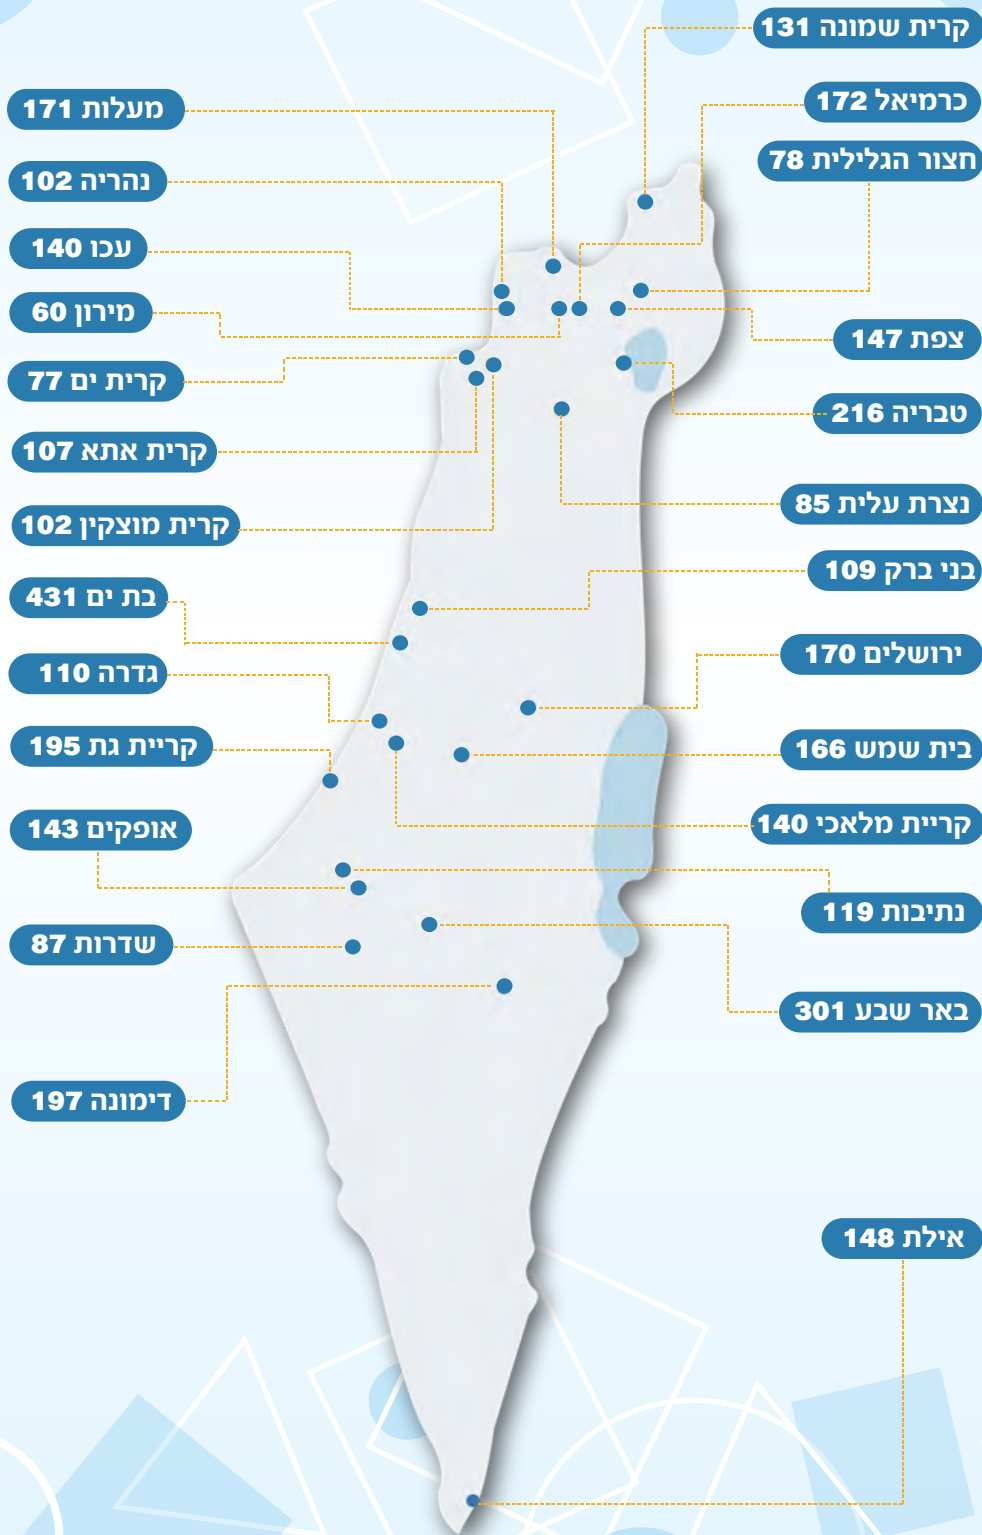 קרית שמונה 131
כרמיאל 172
חצור הגלילית 78
צפת 147
טבריה 216
נצרת עלית 85
בני ברק 109
ירושלים 170
בית שמש 166
קריית מלאכי 140
נתיבות 119
באר שבע 301
אילת 148
מעלות 171
נהריה 102
עכו 140
מירון 60
קרית ים 77
קרית אתא 107
קרית מוצקין 102
בת ים 431
גדרה 110
קריית גת 195
אופקים 143
שדרות 87
דימונה 197